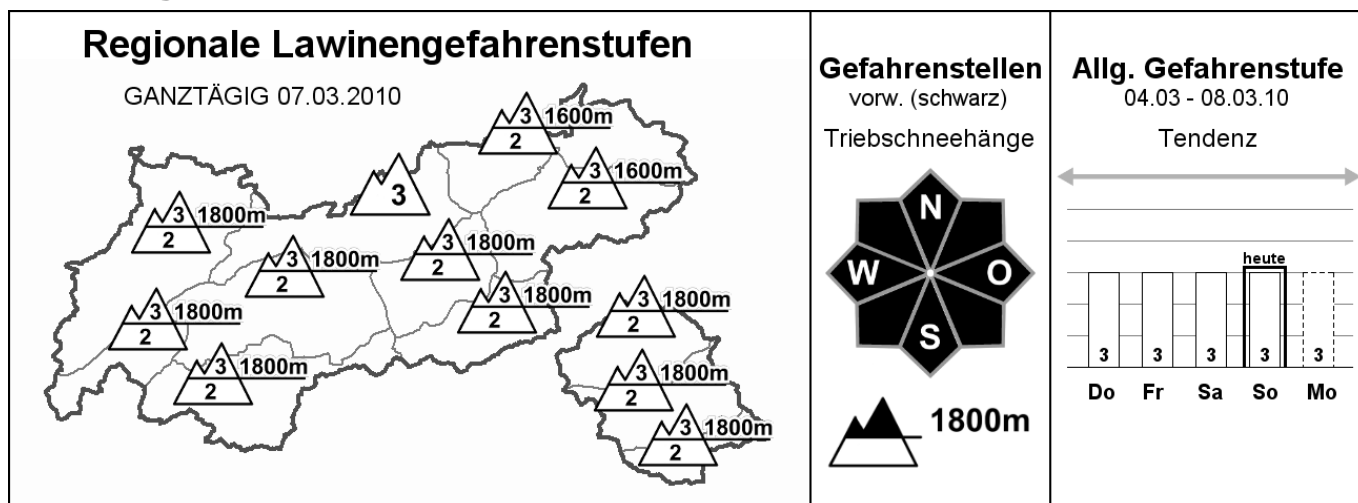 Regionale Lawinengefahrenstufen
GANZTÄGIG 07.03.2010
3 1600m
2
3 1600m
2
3
3 1800m
2
3 1800m
2
3 1800m
2
3 1800m
2
3 1800m
2
3 1800m
2
3 1800m
2
3 1800m
2
3 1800m
2
Gefahrenstellen
vorw. (schwarz)
Triebschneehänge
N
W O
S
1800m
Allg. Gefahrenstufe
04.03 - 08.03.10
Tendenz
heute
3 3 3 3 3
Do Fr Sa So Mo